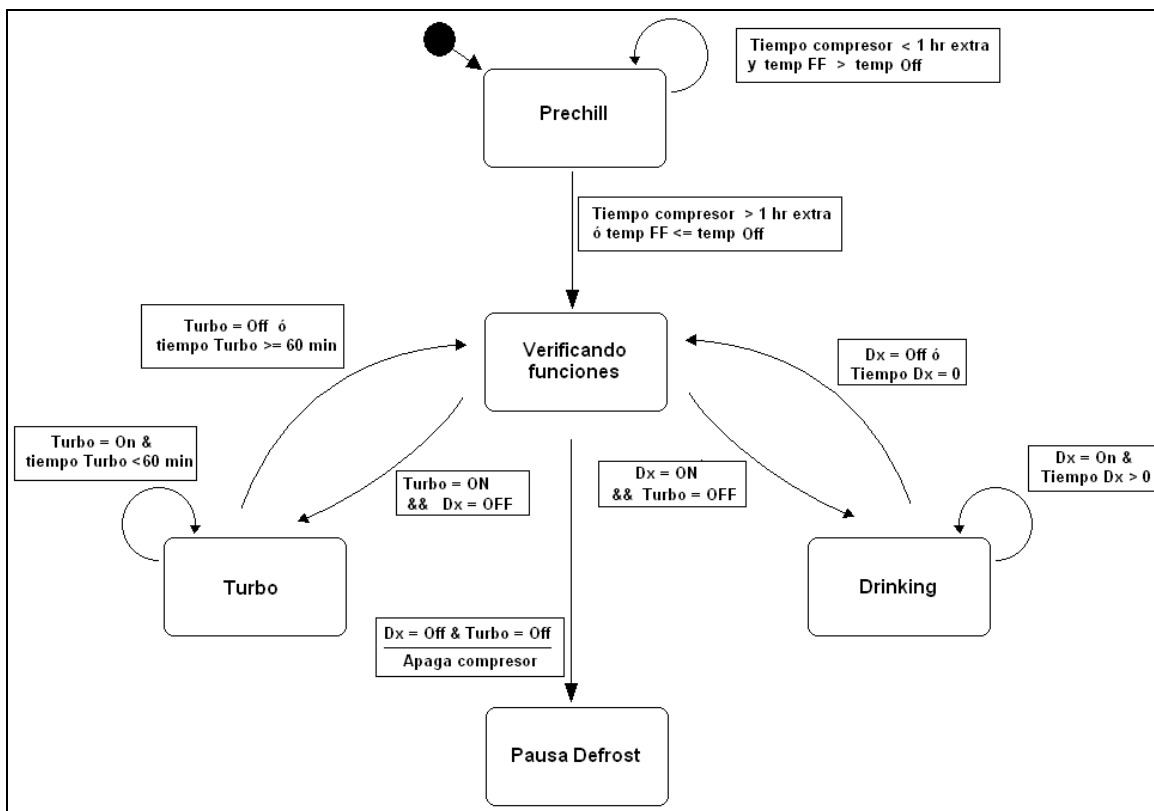 Tiempo compresor < 1 hr extra
y temp FF > temp Off
Prechill
Tiempo compresor > 1 hr extra
ó temp FF <= temp Off
Turbo = Off ó
tiempo Turbo >= 60 min
Verificando
funciones
Dx = Off ó
Tiempo Dx = 0
Turbo = On &
tiempo Turbo <60 min
Turbo = ON
&& Dx = OFF
Dx = ON
&& Turbo = OFF
Dx = On &
Tiempo Dx > 0
Turbo
Drinking
Dx = Off & Turbo = Off
Apaga compresor
Pausa Defrost